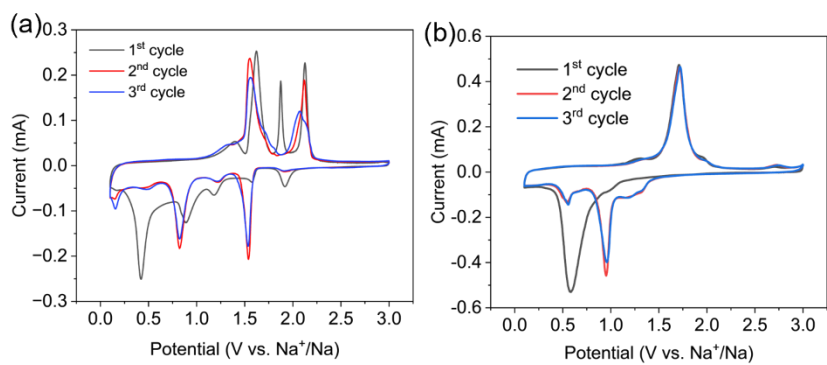 (a)
0.3
0.2
0.1
0.0
−0.1
−0.2
−0.3
Current (mA)
1st cycle
2nd cycle
3rd cycle
0.0 0.5 1.0 1.5 2.0 2.5 3.0
Potential (V vs. Na+/Na)
(b)
0.6
0.4
0.2
0.0
-0.2
-0.4
-0.6
Current (mA)
1st cycle
2nd cycle
3rd cycle
0.0 0.5 1.0 1.5 2.0 2.5 3.0
Potential (V vs. Na+/Na)